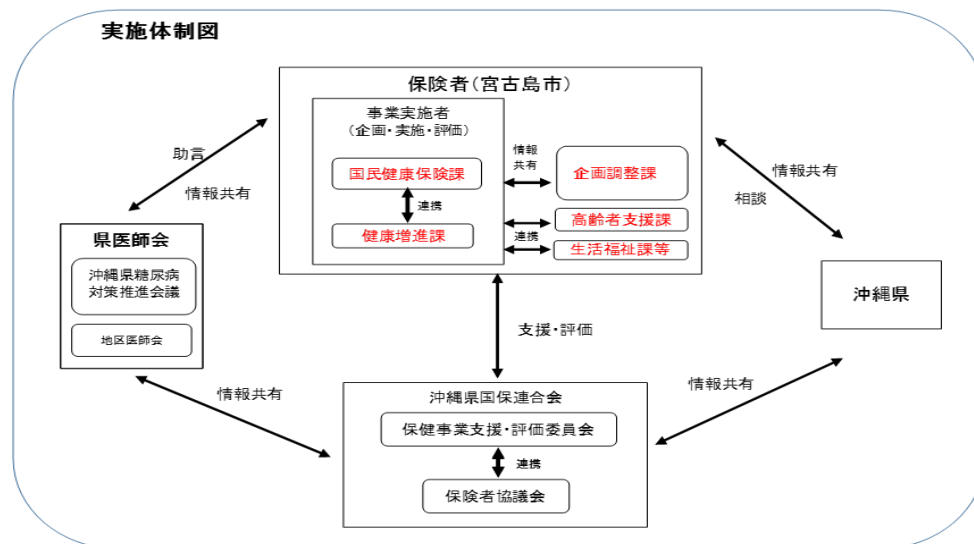 実施体制図
保険者(宮古島市)
事業実施者
(企画・実施・評価)
国民健康保険課
連携
健康増進課
情報
共有
企画調整課
高齢者支援課
連携
生活福祉課等
助言
情報共有
情報共有
相談
県医師会
沖縄県糖尿病
対策推進会議
地区医師会
沖縄県
支援・評価
情報共有
情報共有
沖縄県国保連合会
保健事業支援・評価委員会
連携
保険者協議会